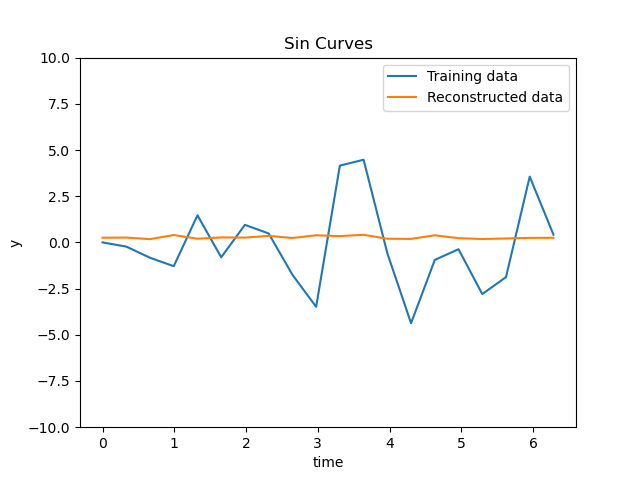 Sin Curves
Training data
Reconstructed data
10.0
7.5
5.0
2.5
0.0
−2.5
−5.0
−7.5
−10.0
y
0 1 2 3 4 5 6
time